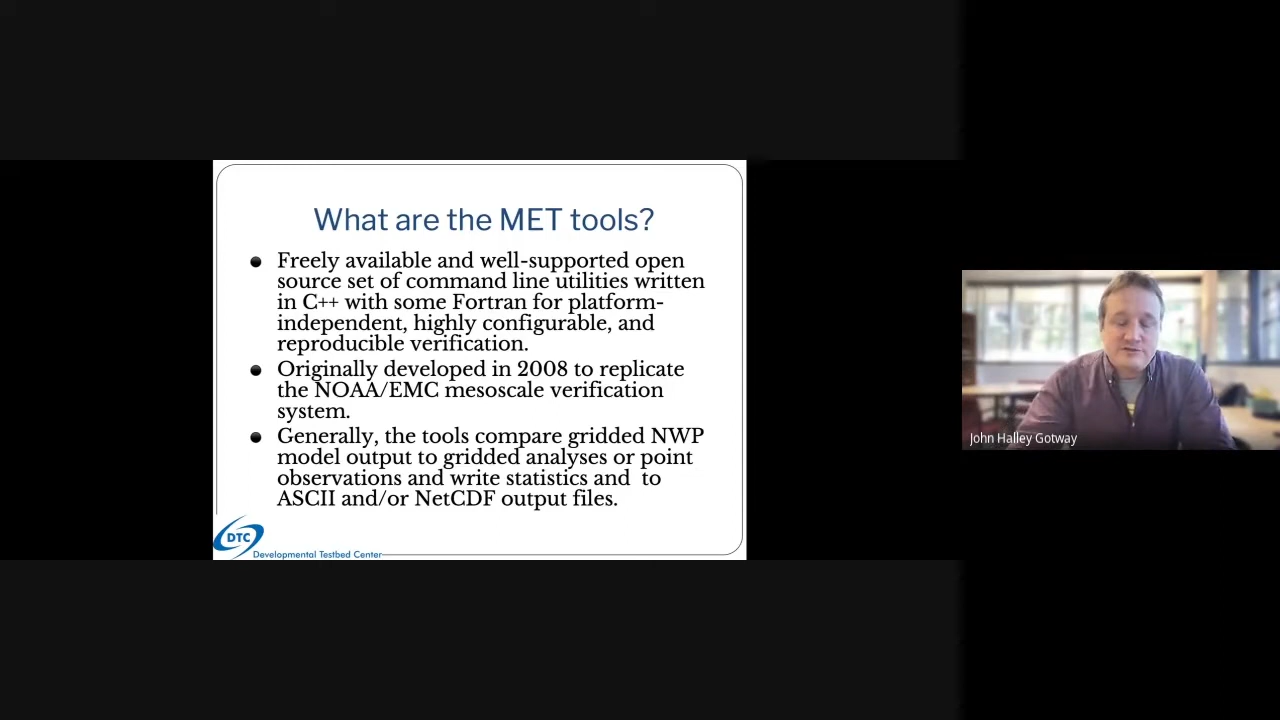 What are the MET tools?
Freely available and well-supported open
source set of command line utilities written
in C++ with some Fortran for platform-
independent, highly configurable, and
reproducible verification.
Originally developed in 2008 to replicate
the NOAA/EMC mesoscale verification
system.
Generally, the tools compare gridded NWP
model output to gridded analyses or point
observations and write statistics and  to
ASCII and/or NetCDF output files.
DTC
Developmental Testbed Center
John Halley Gotway